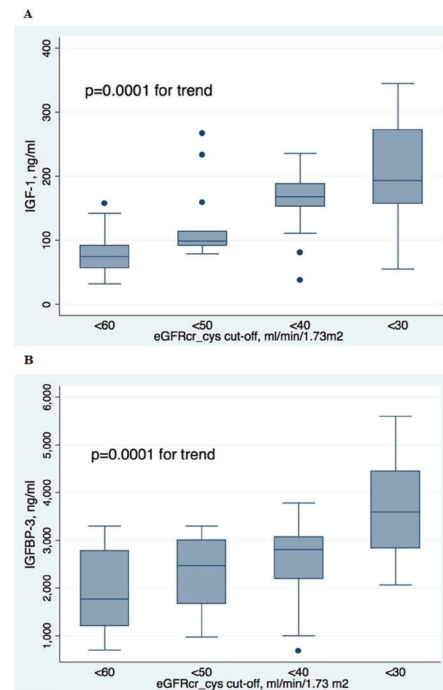 A
400
p=0.0001 for trend
300
IGF-1, ng/ml
200
100
0
<60 <50 <40 <30
eGFRcr_cys cut-off, ml/min/1.73m2
B
6,000
5,000
p=0.0001 for trend
IGFBP-3, ng/ml
4,000
3,000
2,000
1,000
<60 <50 <40 <30
eGFRcr_cys cut-off, ml/min/1.73 m2